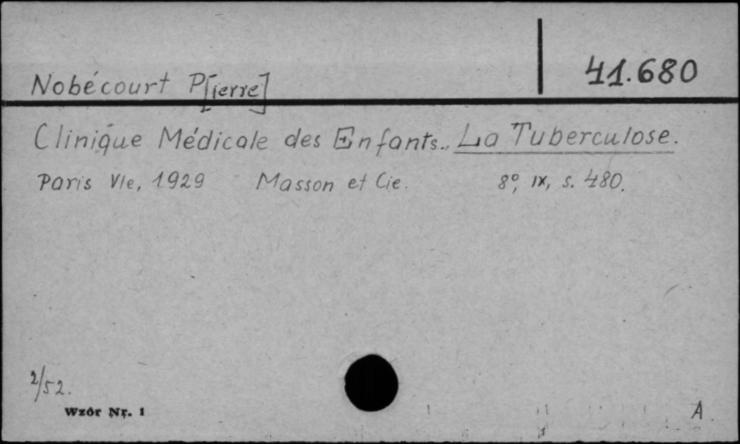 Nobécourt P[ierre] 41.680
Clinique Médicale des Enfants.. La Tuberculose.
Paris VIe, 1929 Masson et Cie. 8°, IX, s. 480.
2/52.
Wzór Nr. 1 A